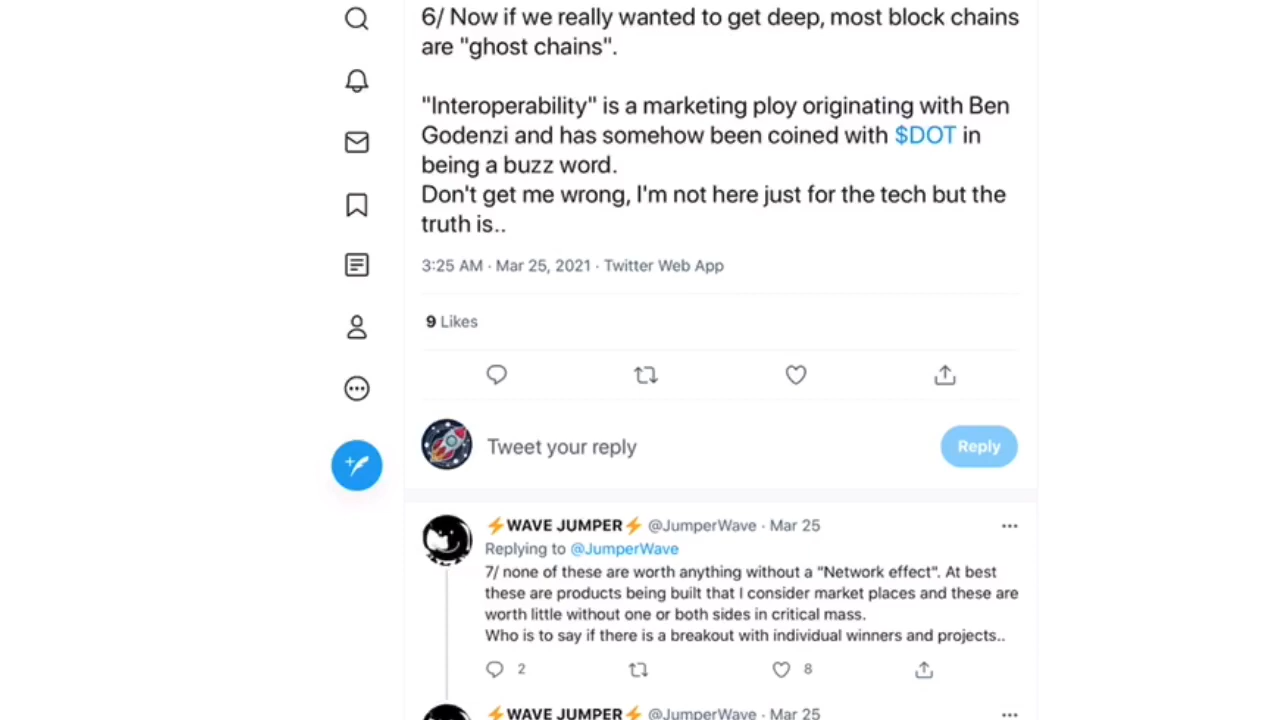 6/ Now if we really wanted to get deep, most block chains
are "ghost chains".
"Interoperability" is a marketing ploy originating with Ben
Godenzi and has somehow been coined with $DOT in
being a buzz word.
Don't get me wrong, I'm not here just for the tech but the
truth is..
3:25 AM · Mar 25, 2021 · Twitter Web App
9 Likes
Tweet your reply
Reply
⚡WAVE JUMPER⚡ @JumperWave · Mar 25
Replying to @JumperWave
7/ none of these are worth anything without a "Network effect". At best
these are products being built that I consider market places and these are
worth little without one or both sides in critical mass.
Who is to say if there is a breakout with individual winners and projects..
2
8
⚡WAVE JUMPER⚡ @JumperWave · Mar 25